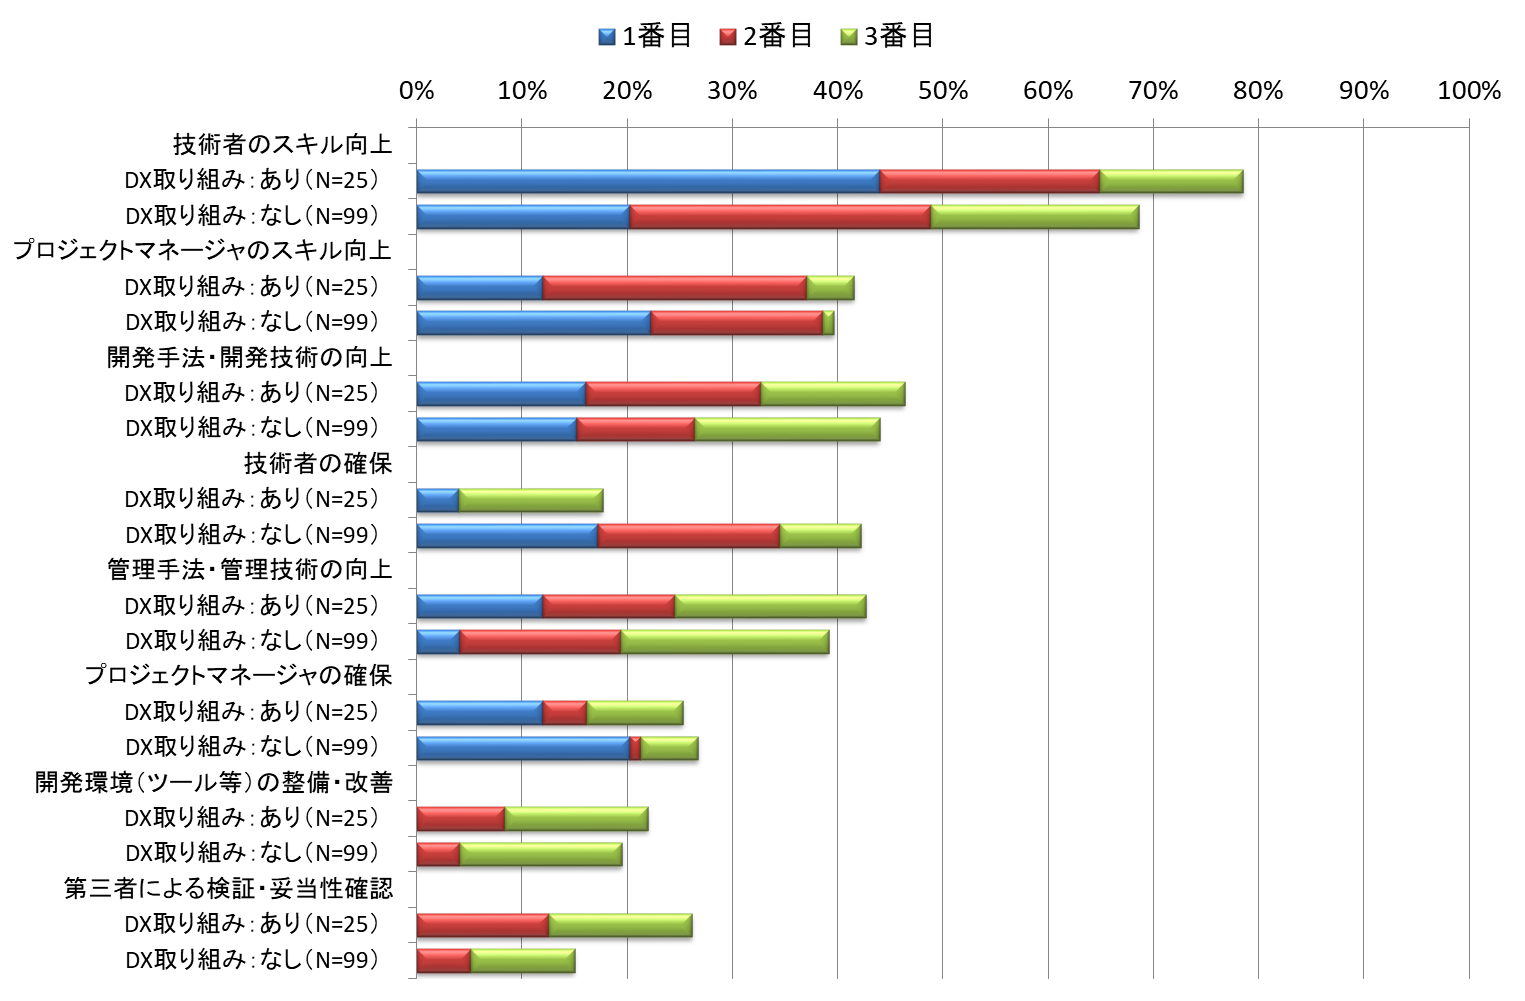 1番目 2番目 3番目
0% 10% 20% 30% 40% 50% 60% 70% 80% 90% 100%
技術者のスキル向上
DX取り組み：あり（N=25）
DX取り組み：なし（N=99）
プロジェクトマネージャのスキル向上
DX取り組み：あり（N=25）
DX取り組み：なし（N=99）
開発手法・開発技術の向上
DX取り組み：あり（N=25）
DX取り組み：なし（N=99）
技術者の確保
DX取り組み：あり（N=25）
DX取り組み：なし（N=99）
管理手法・管理技術の向上
DX取り組み：あり（N=25）
DX取り組み：なし（N=99）
プロジェクトマネージャの確保
DX取り組み：あり（N=25）
DX取り組み：なし（N=99）
開発環境（ツール等）の整備・改善
DX取り組み：あり（N=25）
DX取り組み：なし（N=99）
第三者による検証・妥当性確認
DX取り組み：あり（N=25）
DX取り組み：なし（N=99）